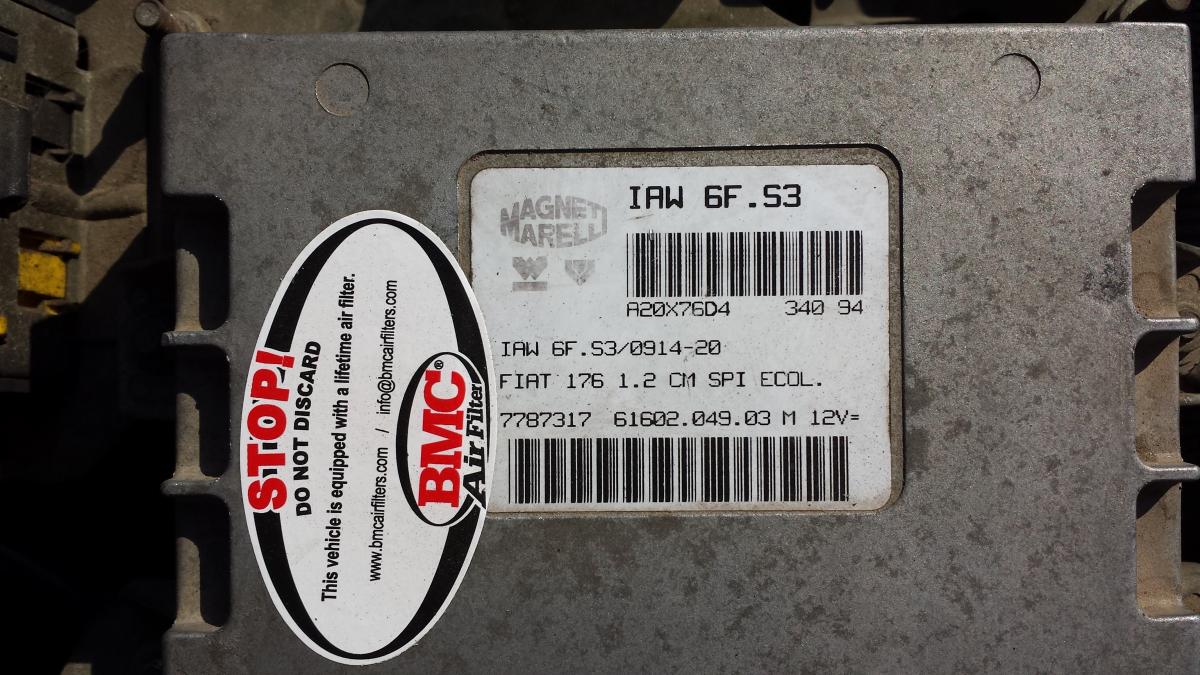 IAW 6F.S3
MAGNETI
MARELLI
A20X76D4 340 94
IAW 6F.S3/0914-20
FIAT 176 1.2 CM SPI ECOL.
7787317 61602.049.03 M 12V=
STOP!
DO NOT DISCARD
This vehicle is equipped with a lifetime air filter.
www.bmcairfilters.com / info@bmcairfilters.com
BMC®
Air Filter